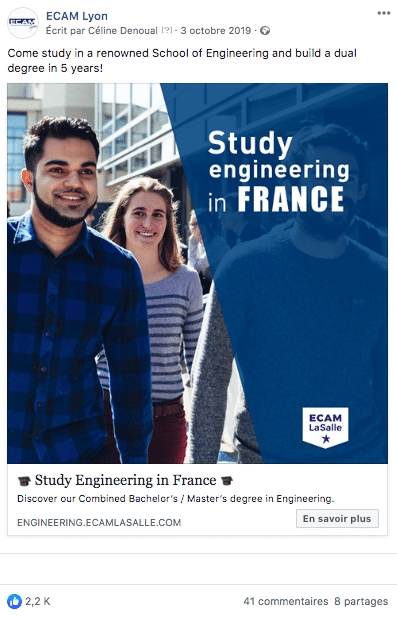 ECAM
ECAM Lyon
Écrit par Céline Denoual [?] · 3 octobre 2019 ·
Come study in a renowned School of Engineering and build a dual
degree in 5 years!
Study
engineering
in FRANCE
ECAM
LaSalle
Study Engineering in France
Discover our Combined Bachelor's / Master's degree in Engineering.
ENGINEERING.ECAMLASALLE.COM
En savoir plus
2,2 K
41 commentaires 8 partages